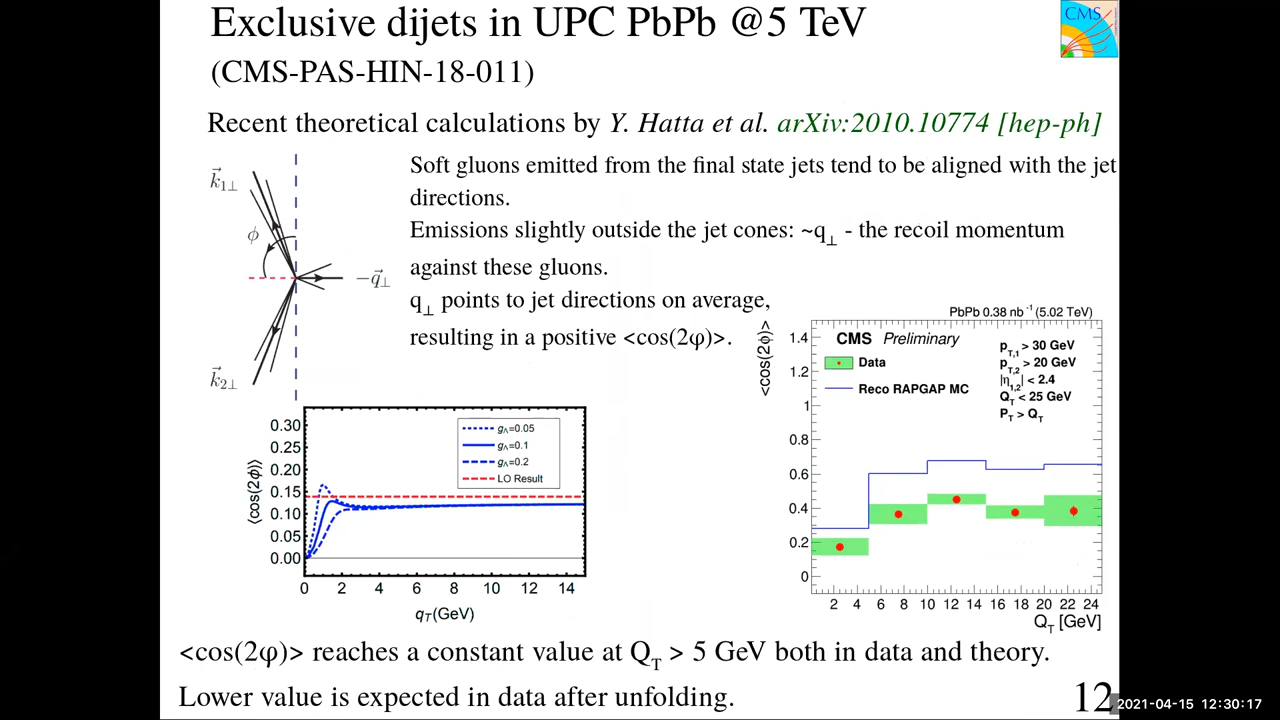 Exclusive dijets in UPC PbPb @5 TeV
CMS
(CMS-PAS-HIN-18-011)
Recent theoretical calculations by Y. Hatta et al. arXiv:2010.10774 [hep-ph]
Soft gluons emitted from the final state jets tend to be aligned with the jet
directions.
Emissions slightly outside the jet cones: ~q⊥ - the recoil momentum
against these gluons.
q⊥ points to jet directions on average,
resulting in a positive <cos(2φ)>.
k⃗1⊥
ϕ
−q⃗⊥
k⃗2⊥
⟨cos(2ϕ)⟩
0.30
0.25
0.20
0.15
0.10
0.05
0.00
gΛ=0.05
gΛ=0.1
gΛ=0.2
LO Result
0 2 4 6 8 10 12 14
qT(GeV)
PbPb 0.38 nb-1 (5.02 TeV)
<cos(2ϕ)>
1.4
1.2
1
0.8
0.6
0.4
0.2
0
CMS Preliminary
Data
Reco RAPGAP MC
pT,1 > 30 GeV
pT,2 > 20 GeV
|η1,2| < 2.4
QT < 25 GeV
PT > QT
2 4 6 8 10 12 14 16 18 20 22 24
QT [GeV]
<cos(2φ)> reaches a constant value at QT > 5 GeV both in data and theory.
Lower value is expected in data after unfolding.
12
2021-04-15 12:30:17